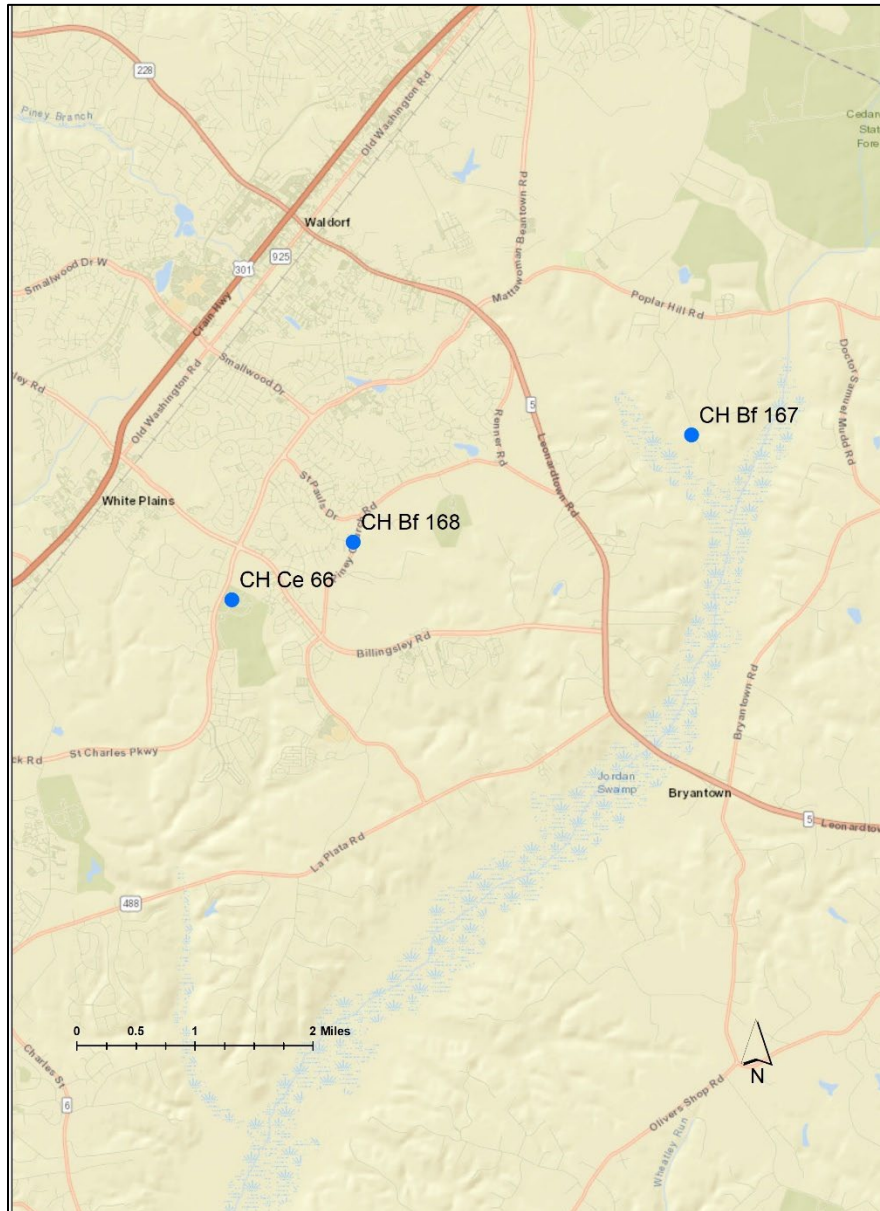 228
Piney Branch
Old Washington Rd
Cedar
Stat
Fore
Waldorf
925
301
Smallwood Dr W
Crain Hwy
Mattawoman Beantown Rd
Poplar Hill Rd
Doctor Samuel Mudd Rd
Smallwood Dr
ley Rd
Old Washington Rd
5
Leonardtown Rd
Renner Rd
CH Bf 167
St Pauls Dr
White Plains
CH Bf 168
Piney Church Rd
CH Ce 66
Billingsley Rd
Bryantown Rd
ck Rd
St Charles Pkwy
Jordan
Swamp
Bryantown
5
Leonardtow
La Plata Rd
488
0 0.5 1 2 Miles
Charles St
6
N
Olivers Shop Rd
Wheatley Run